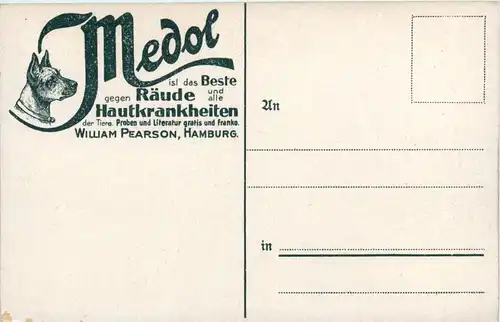 Medol
ist das Beste
gegen Räude und alle
Hautkrankheiten
der Tiere. Proben und Literatur gratis und franko.
WILLIAM PEARSON, HAMBURG.
An
in